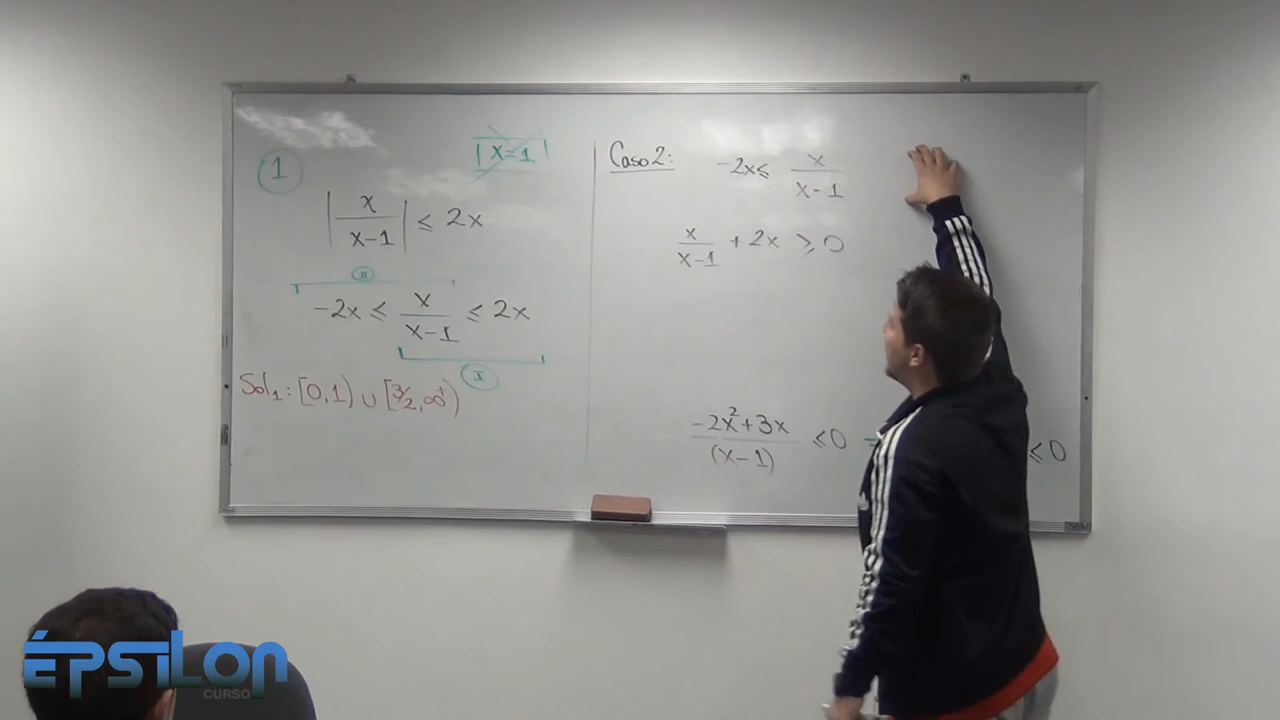 1
x=1
|x/(x-1)| ≤ 2x
II
-2x ≤ x/(x-1) ≤ 2x
I
Sol₁: [0,1) ∪ [3/2, ∞⁺)
Caso 2: -2x ≤ x/(x-1)
x/(x-1) + 2x ≥ 0
(-2x²+3x)/(x-1) ≤ 0
≤ 0
ÉPSILON
CURSO